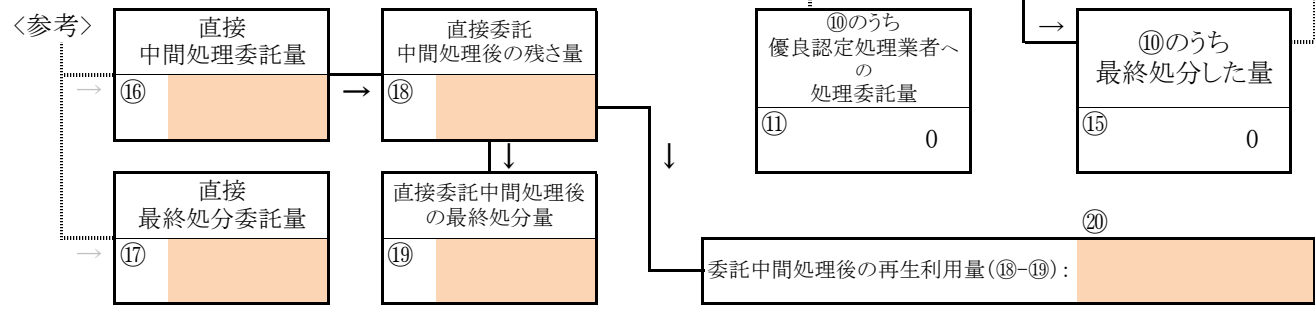 〈参考〉
直接
中間処理委託量
→
⑯
→
直接委託
中間処理後の残さ量
⑱
⑩のうち
優良認定処理業者へ
の
処理委託量
⑪
0
→
⑩のうち
最終処分した量
⑮
0
↓
↓
直接
最終処分委託量
→
⑰
直接委託中間処理後
の最終処分量
⑲
⑳
委託中間処理後の再生利用量(⑱-⑲):